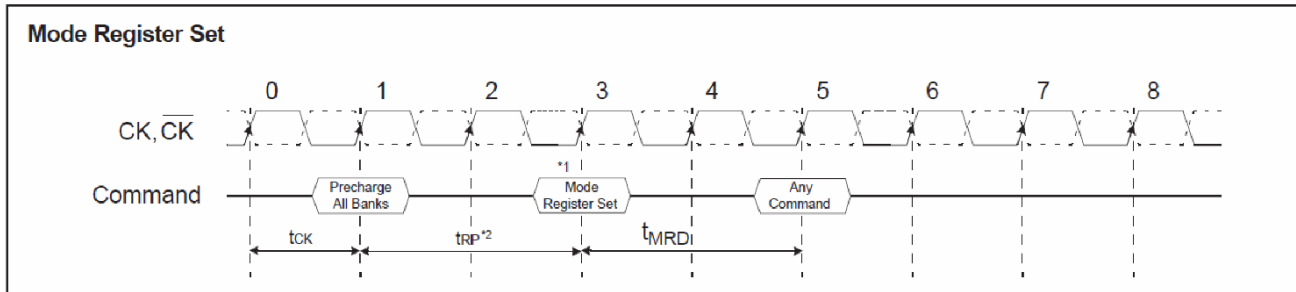 Mode Register Set
0 1 2 3 4 5 6 7 8
CK, C̅K̅
*1
Command
Precharge
All Banks
Mode
Register Set
Any
Command
tCK
tRP*2
tMRD